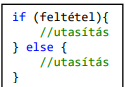 if (feltétel){
//utasítás
} else {
//utasítás
}